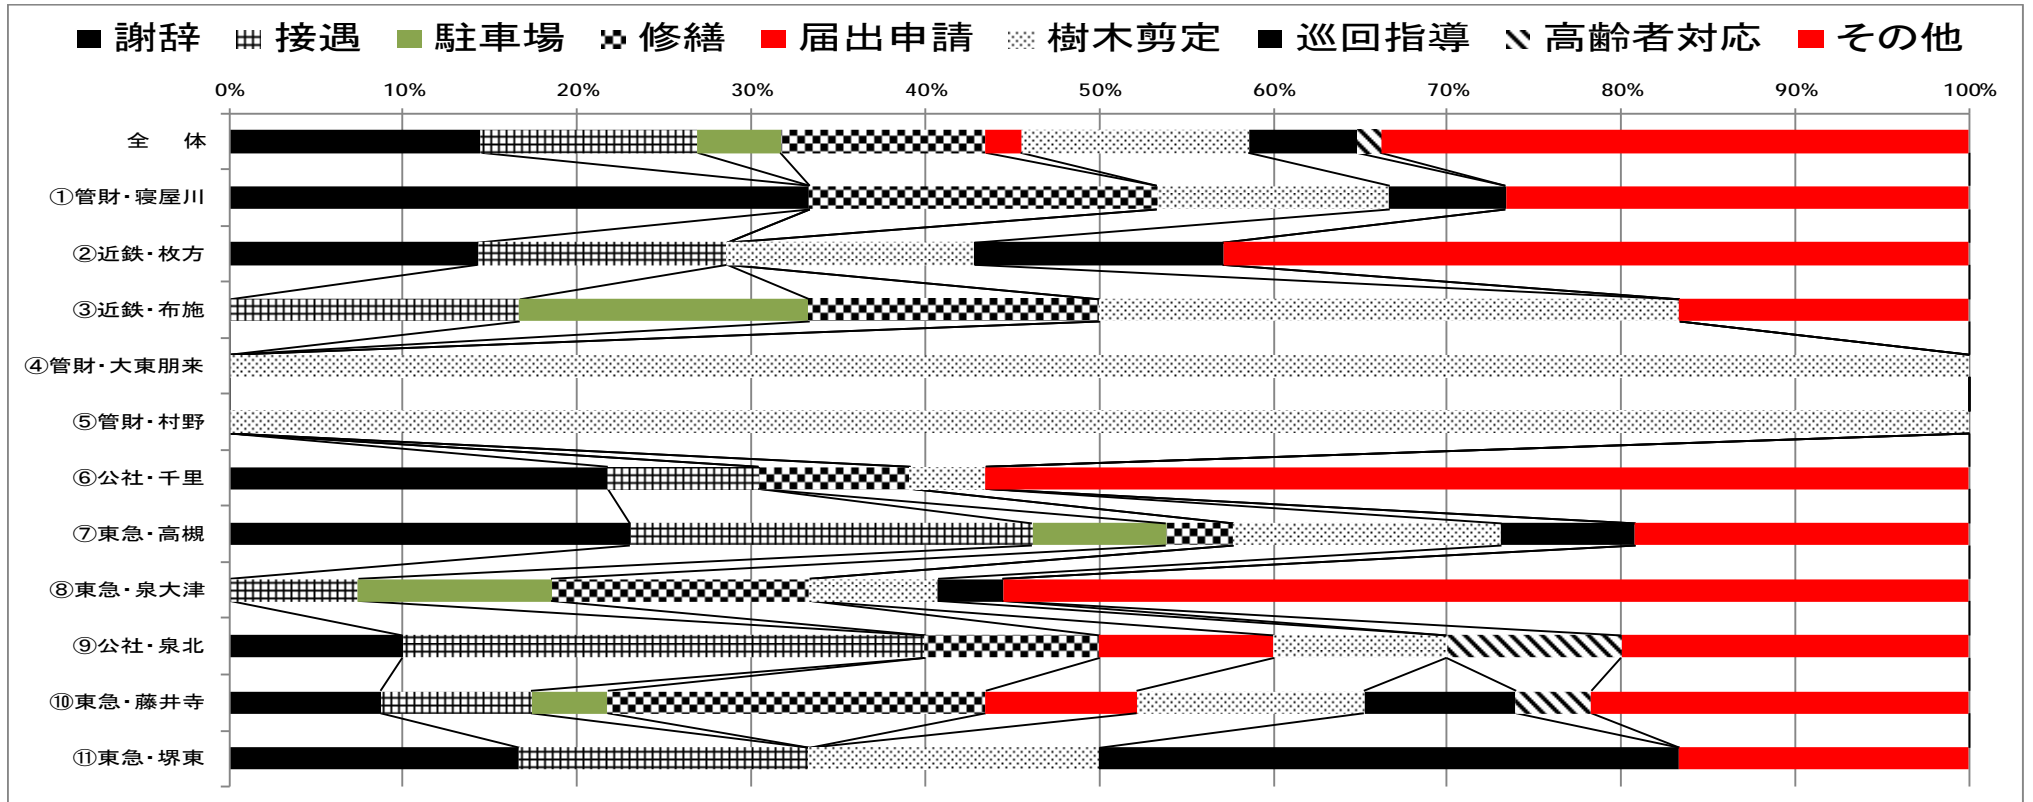 謝辞 接遇 駐車場 修繕 届出申請 樹木剪定 巡回指導 高齢者対応 その他
0% 10% 20% 30% 40% 50% 60% 70% 80% 90% 100%
全 体
①管財・寝屋川
②近鉄・枚方
③近鉄・布施
④管財・大東朋来
⑤管財・村野
⑥公社・千里
⑦東急・高槻
⑧東急・泉大津
⑨公社・泉北
⑩東急・藤井寺
⑪東急・堺東